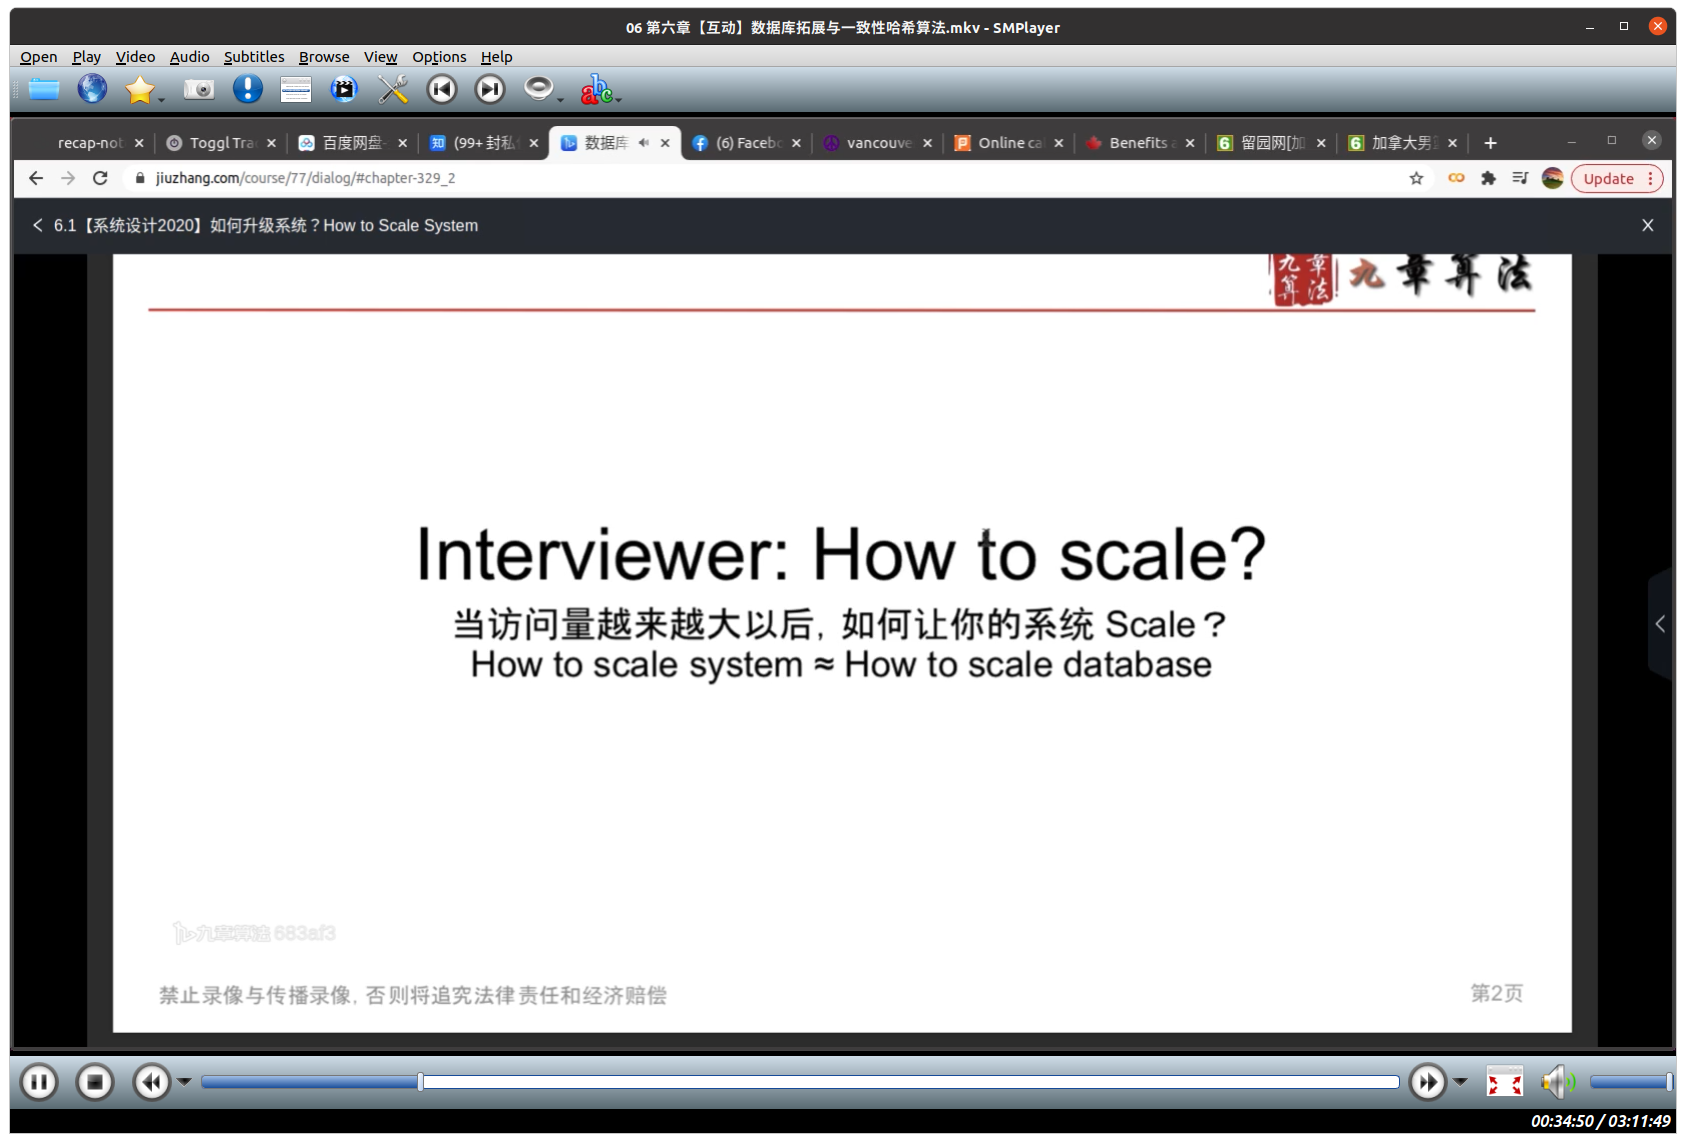 06 第六章【互动】数据库拓展与一致性哈希算法.mkv - SMPlayer
Open Play Video Audio Subtitles Browse View Options Help
recap-not Toggl Tra 百度网盘- (99+ 封私 数据库 (6) Facebo vancouve Online ca Benefits a 留园网[加 加拿大男
jiuzhang.com/course/77/dialog/#chapter-329_2 Update
6.1【系统设计2020】如何升级系统？How to Scale System
九章算法 九章算法
Interviewer: How to scale?
当访问量越来越大以后, 如何让你的系统 Scale？
How to scale system ≈ How to scale database
九章算法 683af3
禁止录像与传播录像, 否则将追究法律责任和经济赔偿
第2页
00:34:50 / 03:11:49